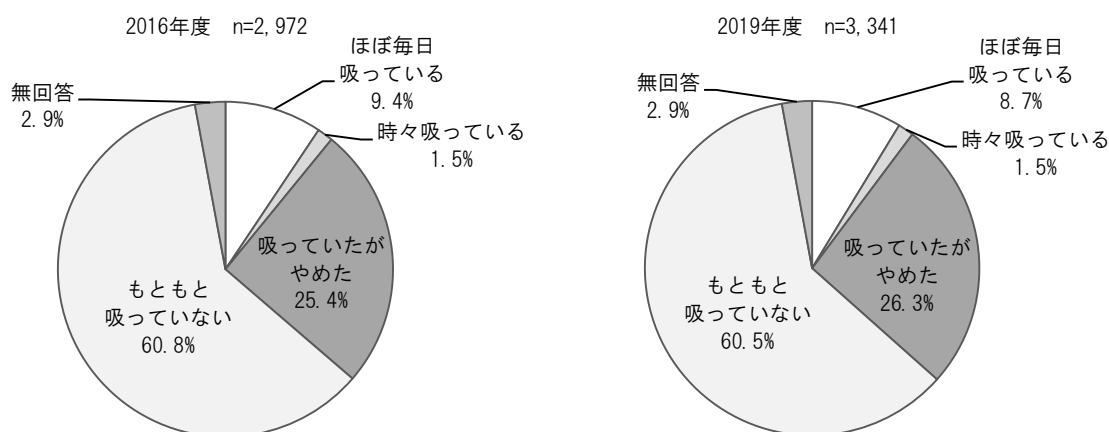 2016年度 n=2,972
ほぼ毎日
吸っている
9.4%
時々吸っている
1.5%
吸っていたが
やめた
25.4%
もともと
吸っていない
60.8%
無回答
2.9%
2019年度 n=3,341
ほぼ毎日
吸っている
8.7%
時々吸っている
1.5%
吸っていたが
やめた
26.3%
もともと
吸っていない
60.5%
無回答
2.9%